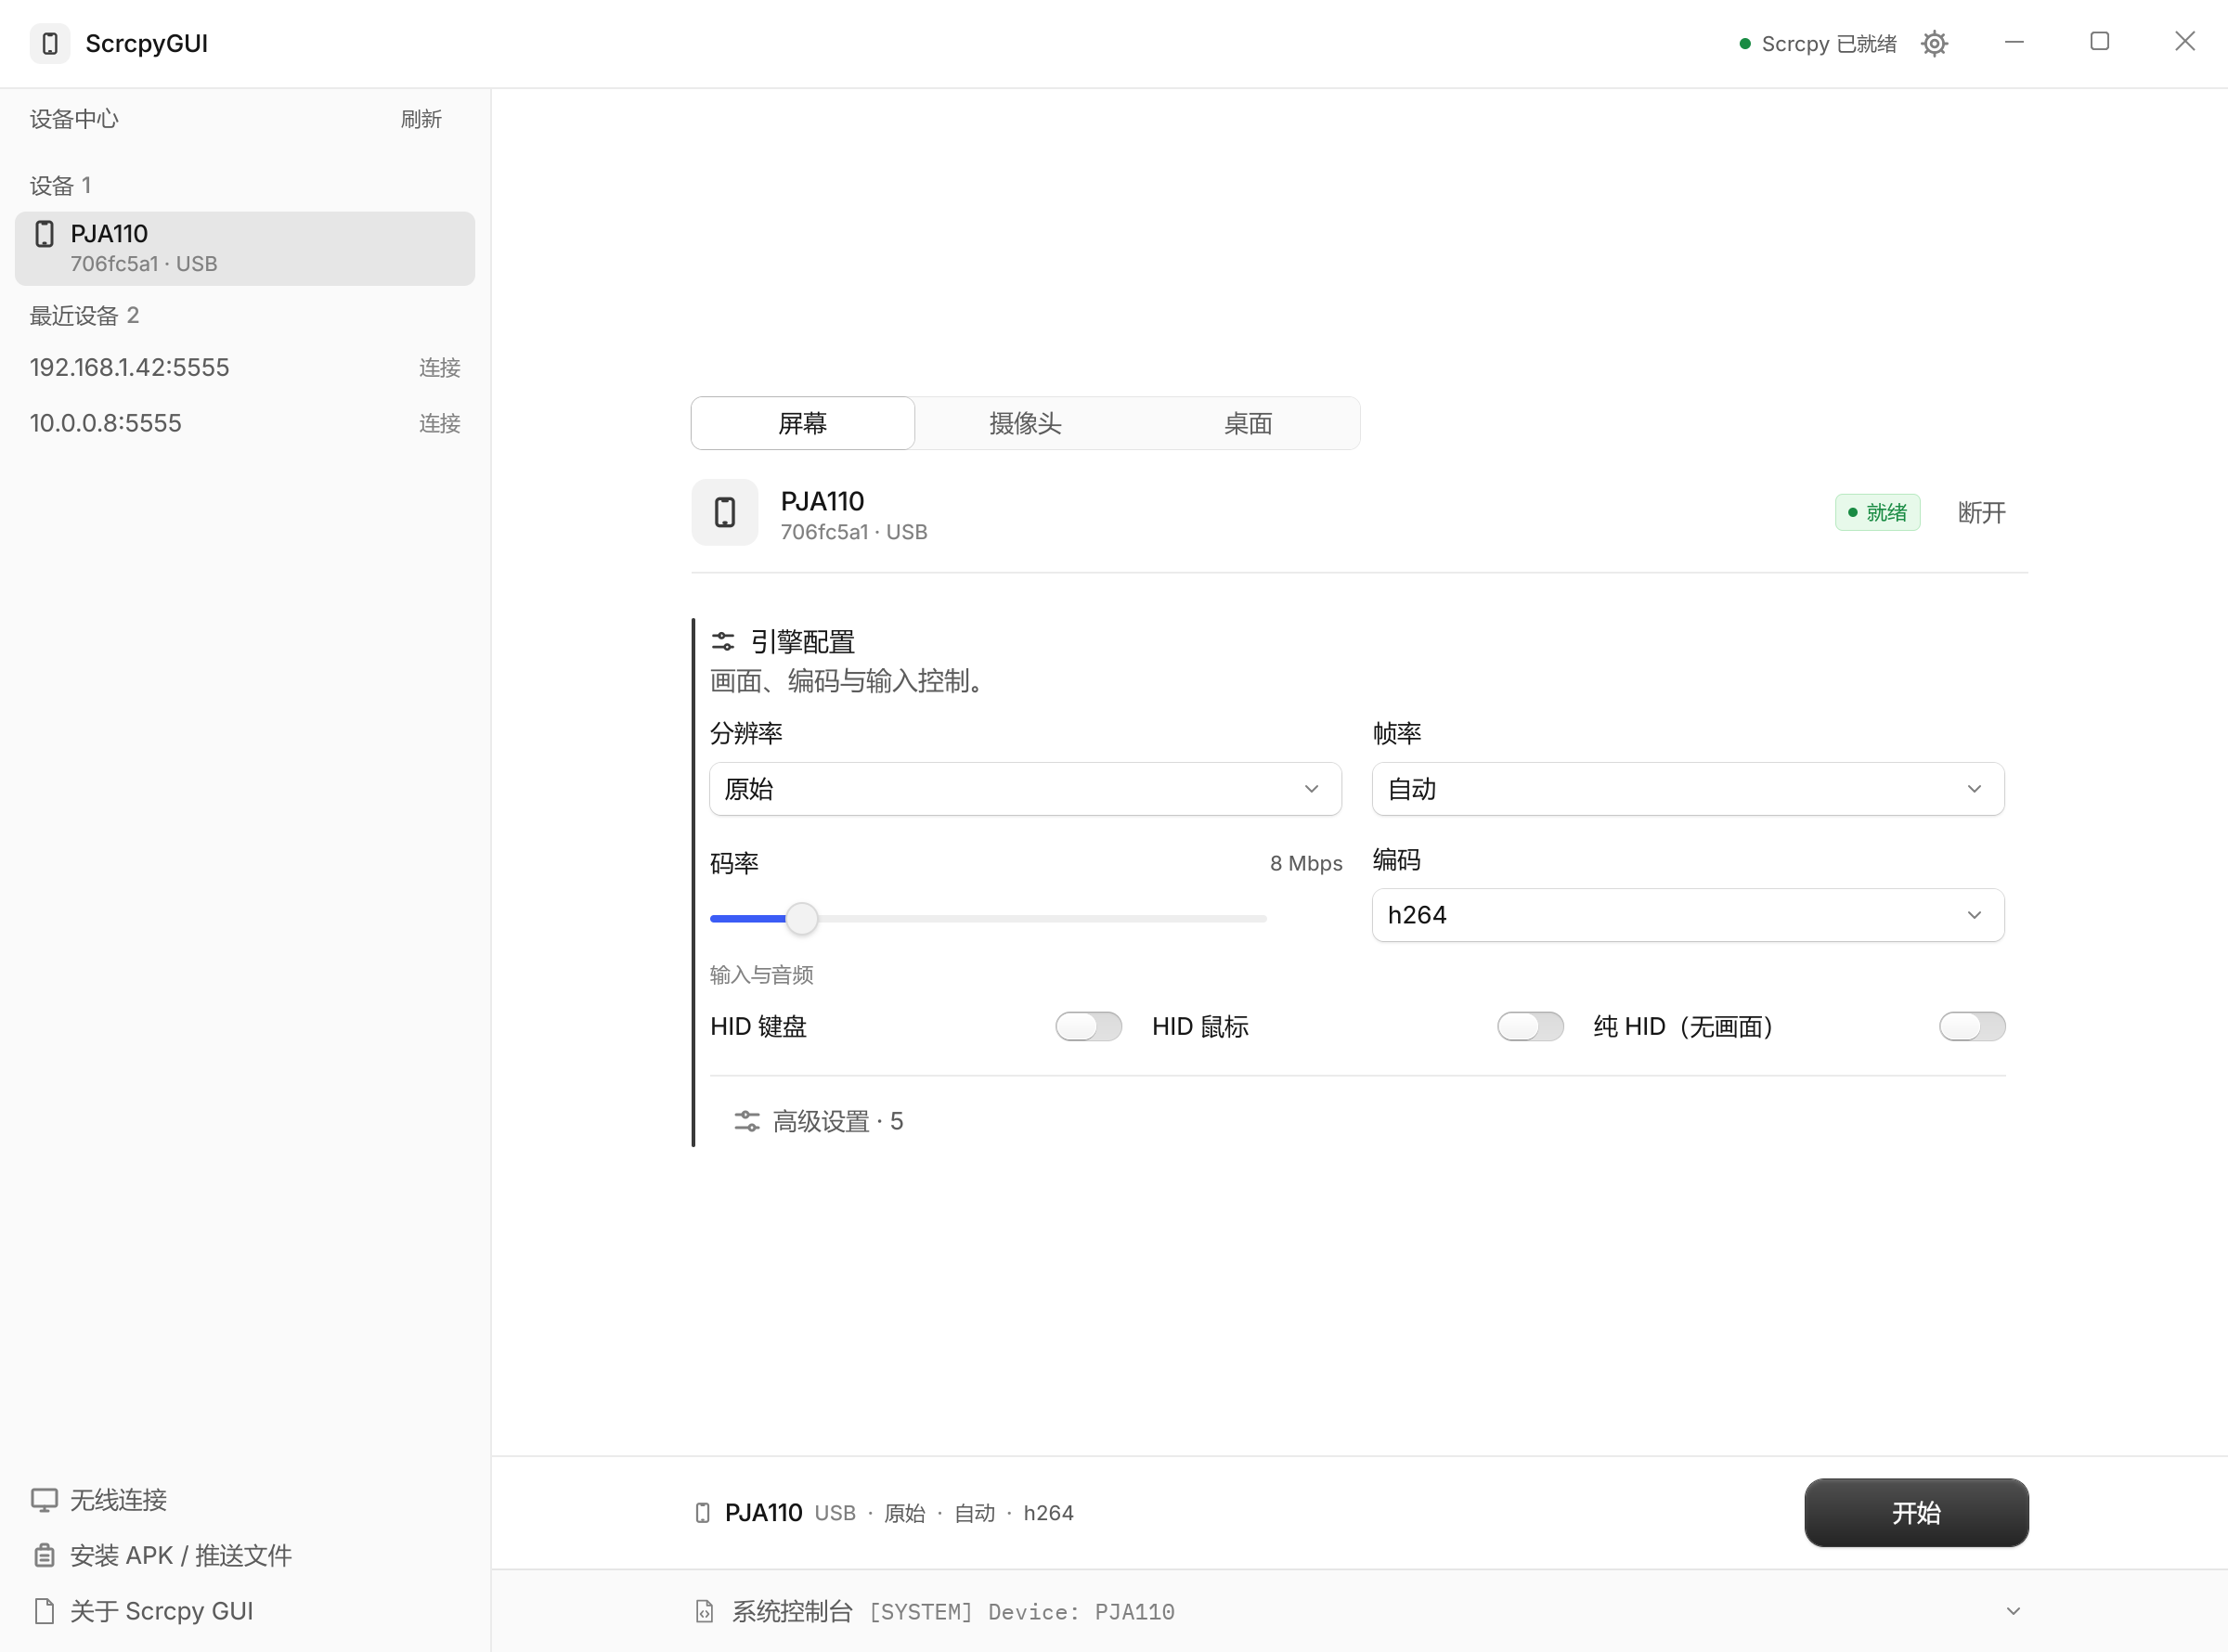 ScrcpyGUI
Scrcpy 已就绪
设备中心 刷新
设备 1
PJA110
706fc5a1 · USB
最近设备 2
192.168.1.42:5555 连接
10.0.0.8:5555 连接
无线连接
安装 APK / 推送文件
关于 Scrcpy GUI
屏幕 摄像头 桌面
PJA110
706fc5a1 · USB
就绪 断开
引擎配置
画面、编码与输入控制。
分辨率 帧率
原始 自动
码率 8 Mbps 编码
h264
输入与音频
HID 键盘 HID 鼠标 纯 HID（无画面）
高级设置 · 5
PJA110 USB · 原始 · 自动 · h264 开始
系统控制台 [SYSTEM] Device: PJA110